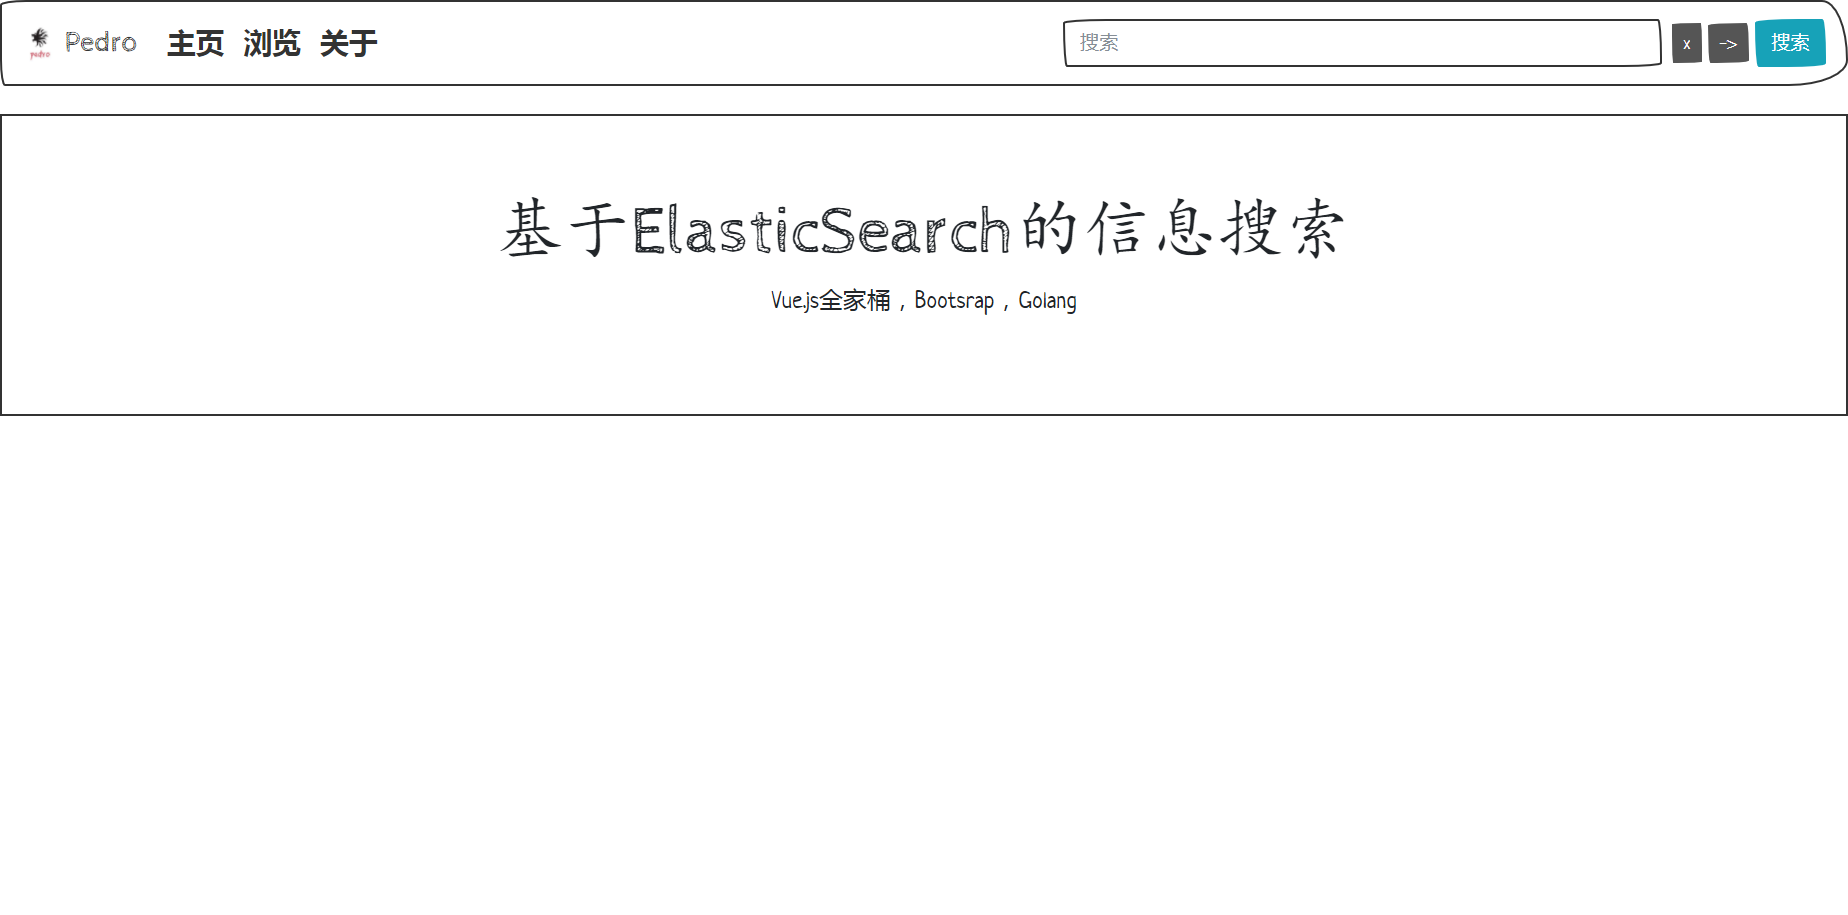 pedro
Pedro 主页 浏览 关于 搜索 x -> 搜索
基于ElasticSearch的信息搜索
Vue.js全家桶，Bootsrap，Golang